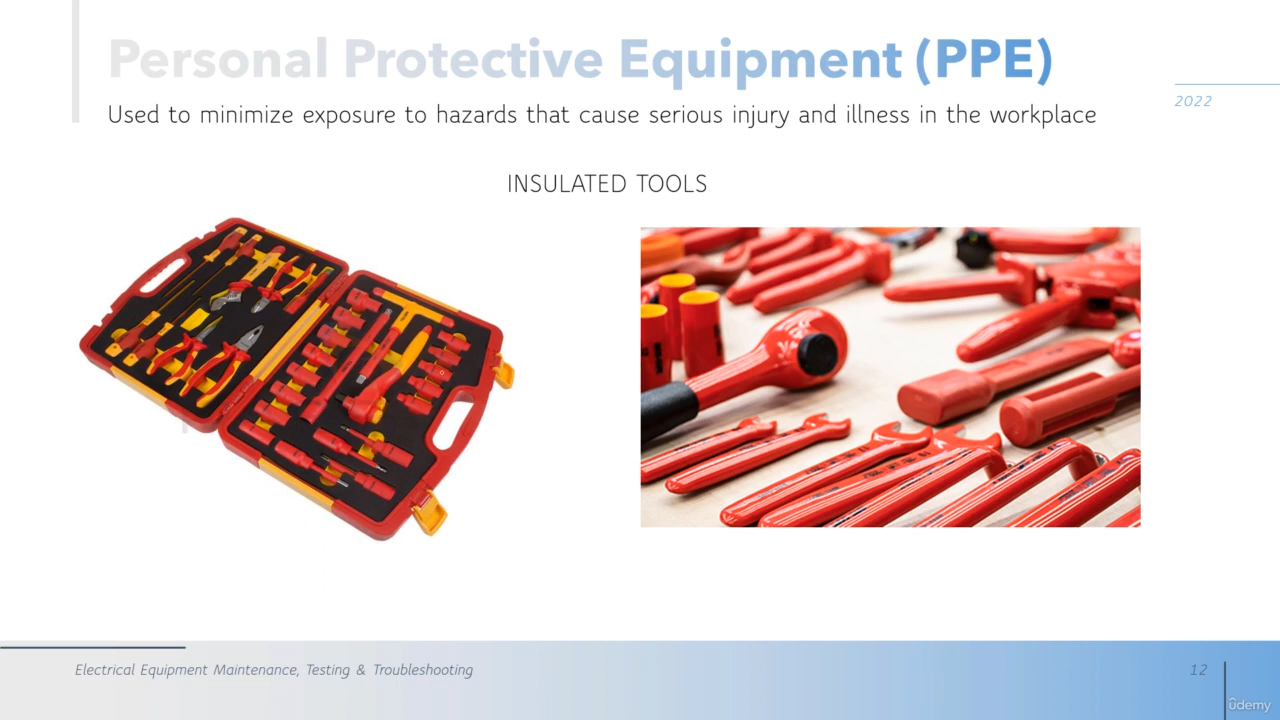 Personal Protective Equipment (PPE)
Used to minimize exposure to hazards that cause serious injury and illness in the workplace
2022
INSULATED TOOLS
Electrical Equipment Maintenance, Testing & Troubleshooting
12
ûdemy